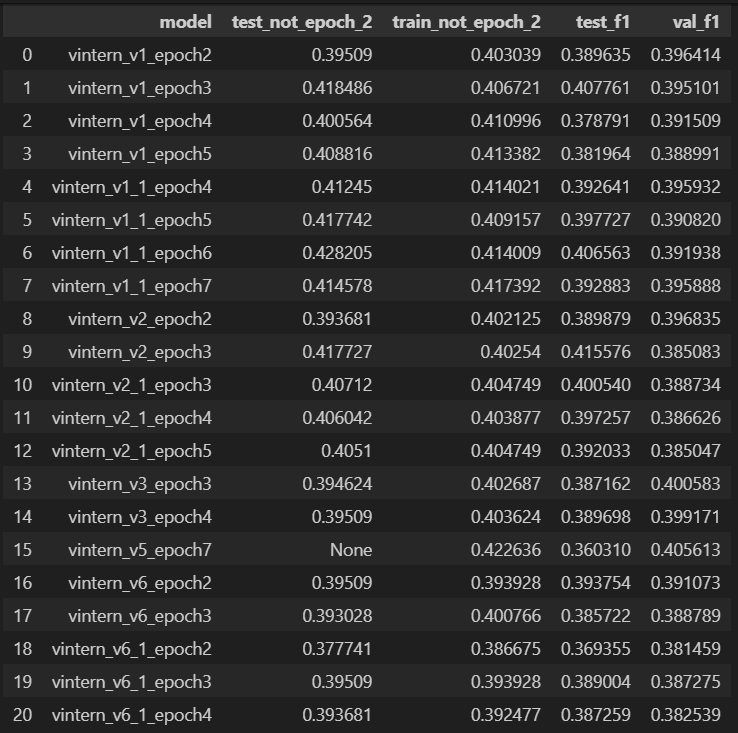 model test_not_epoch_2 train_not_epoch_2 test_f1 val_f1
0 vintern_v1_epoch2 0.39509 0.403039 0.389635 0.396414
1 vintern_v1_epoch3 0.418486 0.406721 0.407761 0.395101
2 vintern_v1_epoch4 0.400564 0.410996 0.378791 0.391509
3 vintern_v1_epoch5 0.408816 0.413382 0.381964 0.388991
4 vintern_v1_1_epoch4 0.41245 0.414021 0.392641 0.395932
5 vintern_v1_1_epoch5 0.417742 0.409157 0.397727 0.390820
6 vintern_v1_1_epoch6 0.428205 0.414009 0.406563 0.391938
7 vintern_v1_1_epoch7 0.414578 0.417392 0.392883 0.395888
8 vintern_v2_epoch2 0.393681 0.402125 0.389879 0.396835
9 vintern_v2_epoch3 0.417727 0.40254 0.415576 0.385083
10 vintern_v2_1_epoch3 0.40712 0.404749 0.400540 0.388734
11 vintern_v2_1_epoch4 0.406042 0.403877 0.397257 0.386626
12 vintern_v2_1_epoch5 0.4051 0.404749 0.392033 0.385047
13 vintern_v3_epoch3 0.394624 0.402687 0.387162 0.400583
14 vintern_v3_epoch4 0.39509 0.403624 0.389698 0.399171
15 vintern_v5_epoch7 None 0.422636 0.360310 0.405613
16 vintern_v6_epoch2 0.39509 0.393928 0.393754 0.391073
17 vintern_v6_epoch3 0.393028 0.400766 0.385722 0.388789
18 vintern_v6_1_epoch2 0.377741 0.386675 0.369355 0.381459
19 vintern_v6_1_epoch3 0.39509 0.393928 0.389004 0.387275
20 vintern_v6_1_epoch4 0.393681 0.392477 0.387259 0.382539